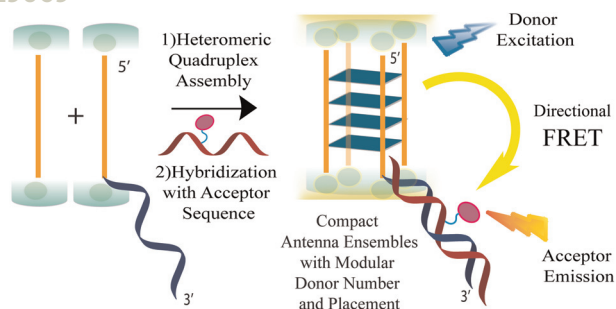 5′
+
3′
1)Heteromeric
Quadruplex
Assembly
2)Hybridization
with Acceptor
Sequence
5′
Donor
Excitation
Directional
FRET
Compact
Antenna Ensembles
with Modular
Donor Number
and Placement
3′
Acceptor
Emission